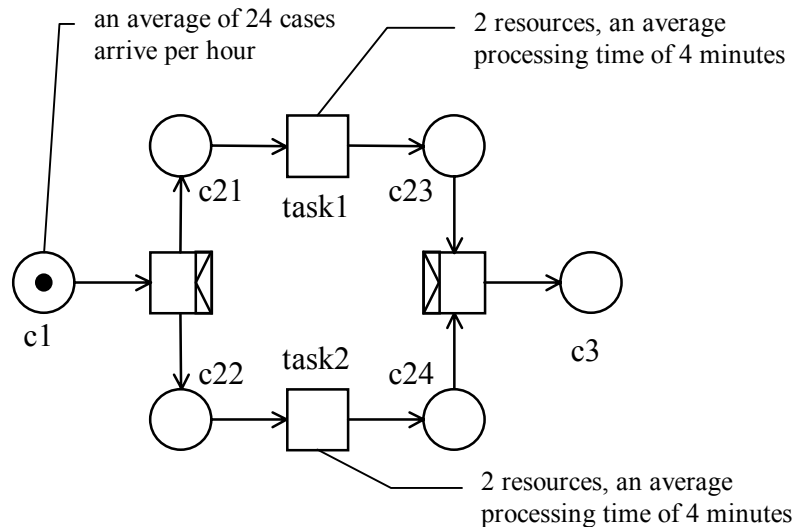 an average of 24 cases
arrive per hour
2 resources, an average
processing time of 4 minutes
c21
task1
c23
c1
c3
c22
task2
c24
2 resources, an average
processing time of 4 minutes